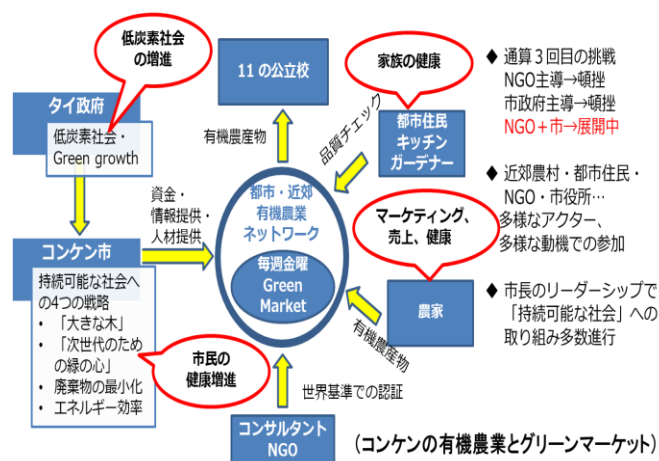 低炭素社会
の増進
タイ政府
低炭素社会・
Green growth
コンケン市
持続可能な社会へ
の4つの戦略
• 「大きな木」
• 「次世代のため
の緑の心」
• 廃棄物の最小化
• エネルギー効率
市民の
健康増進
資金・
情報提供・
人材提供
11 の公立校
有機農産物
都市・近郊
有機農業
ネットワーク
毎週金曜
Green
Market
世界基準での認証
コンサルタント
NGO
家族の健康
都市住民
キッチン
ガーデナー
品質チェック
マーケティング、
売上、健康
農家
有機農産物
◆ 通算３回目の挑戦
NGO主導→頓挫
市政府主導→頓挫
NGO＋市→展開中
◆ 近郊農村・都市住民・
NGO・市役所…
多様なアクター、
多様な動機での参加
◆ 市長のリーダーシップで
「持続可能な社会」への
取り組み多数進行
(コンケンの有機農業とグリーンマーケット)